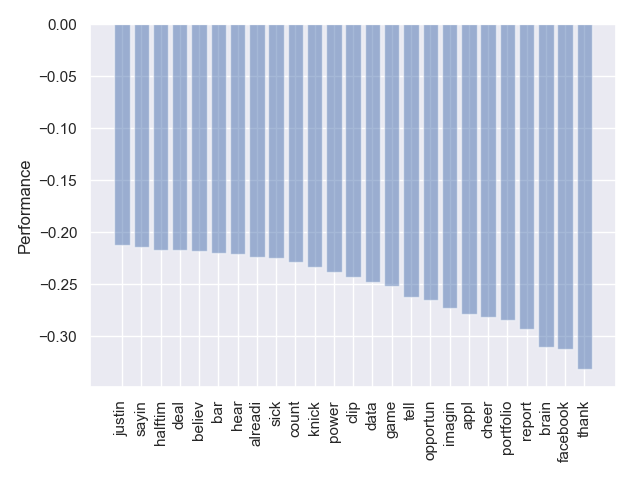 0.00
−0.05
−0.10
−0.15
−0.20
−0.25
−0.30
Performance
justin
sayin
halftim
deal
believ
bar
hear
alreadi
sick
count
knick
power
clip
data
game
tell
opportun
imagin
appl
cheer
portfolio
report
brain
facebook
thank